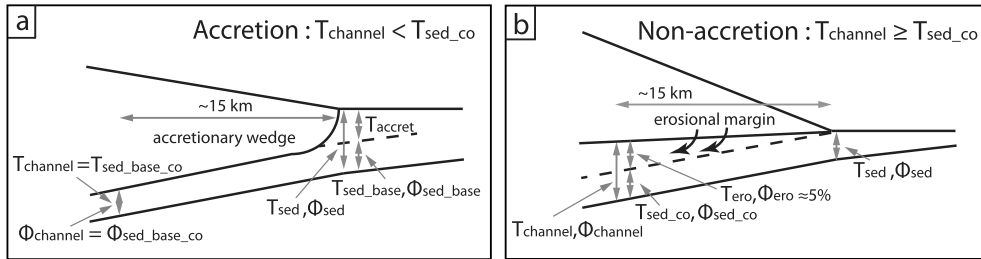 a
Accretion : Tchannel < Tsed_co
~15 km
accretionary wedge
Taccret
Tchannel=Tsed_base_co
Tsed_base,Φsed_base
Tsed,Φsed
Φchannel = Φsed_base_co
b
Non-accretion : Tchannel ≥ Tsed_co
~15 km
erosional margin
Tsed,Φsed
Tero,Φero ≈5%
Tsed_co,Φsed_co
Tchannel,Φchannel